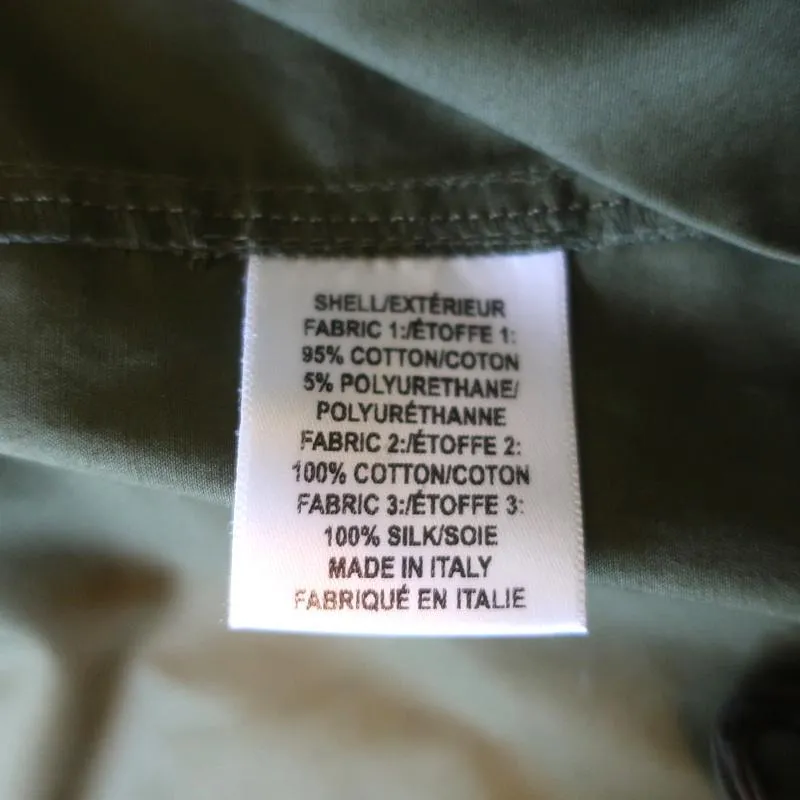 SHELL/EXTÉRIEUR
FABRIC 1:/ÉTOFFE 1:
95% COTTON/COTON
5% POLYURETHANE/
POLYURÉTHANNE
FABRIC 2:/ÉTOFFE 2:
100% COTTON/COTON
FABRIC 3:/ÉTOFFE 3:
100% SILK/SOIE
MADE IN ITALY
FABRIQUÉ EN ITALIE